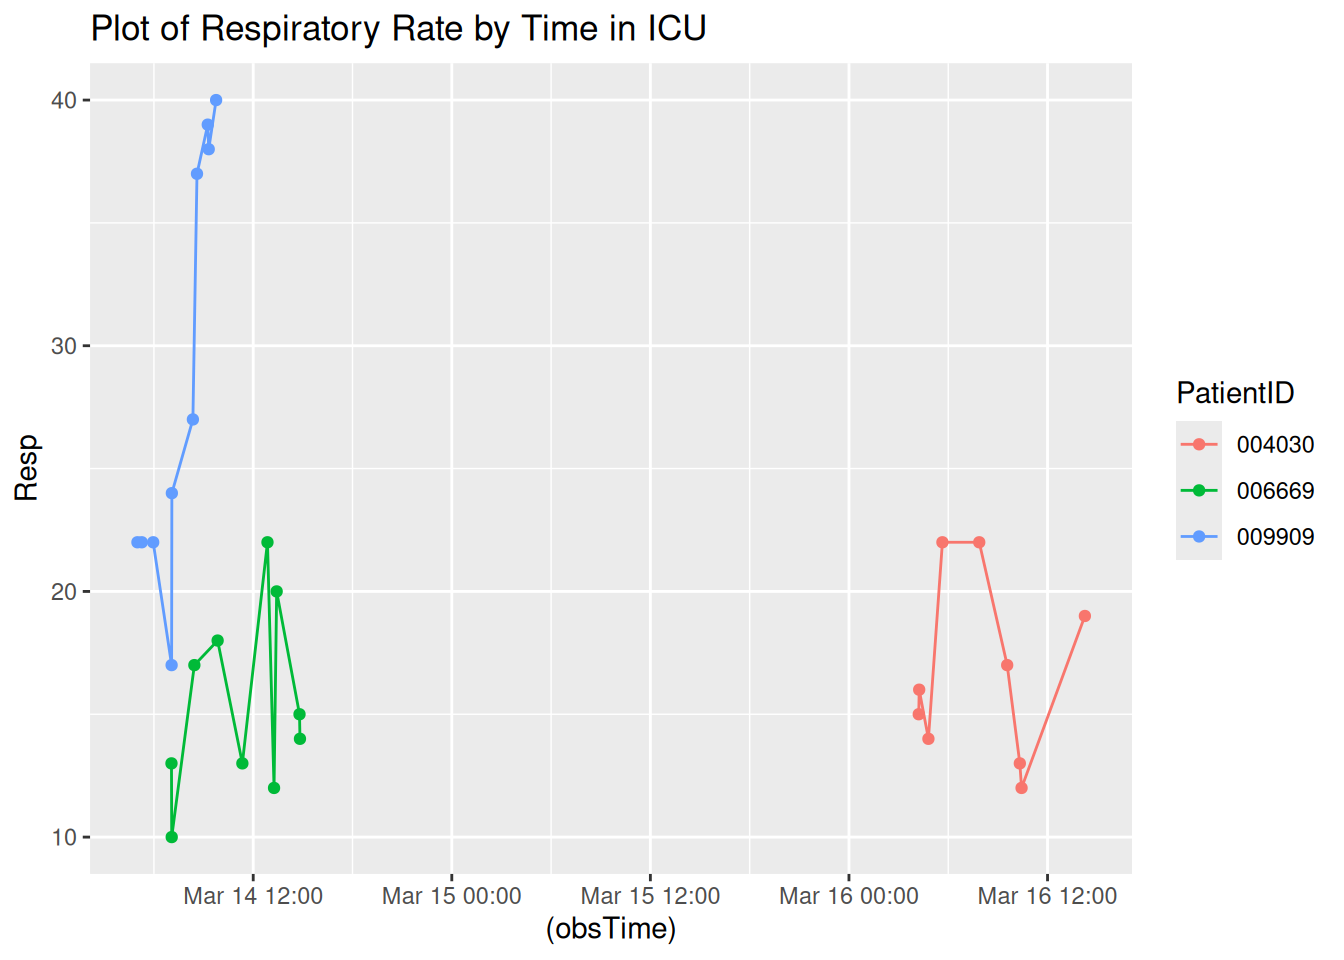 Plot of Respiratory Rate by Time in ICU
40
30
20
10
Resp
Mar 14 12:00
Mar 15 00:00
Mar 15 12:00
Mar 16 00:00
Mar 16 12:00
(obsTime)
PatientID
004030
006669
009909